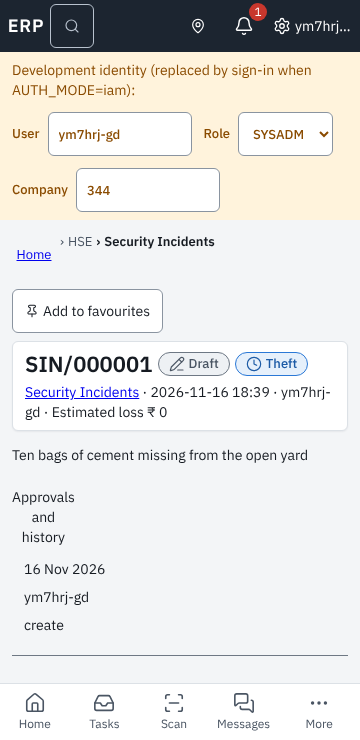 ERP 1 ym7hrj...
Development identity (replaced by sign-in when
AUTH_MODE=iam):
User ym7hrj-gd Role SYSADM
Company 344
Home › HSE › Security Incidents
Add to favourites
SIN/000001 Draft Theft
Security Incidents · 2026-11-16 18:39 · ym7hrj-
gd · Estimated loss ₹ 0
Ten bags of cement missing from the open yard
Approvals
and
history
16 Nov 2026
ym7hrj-gd
create
Home Tasks Scan Messages More